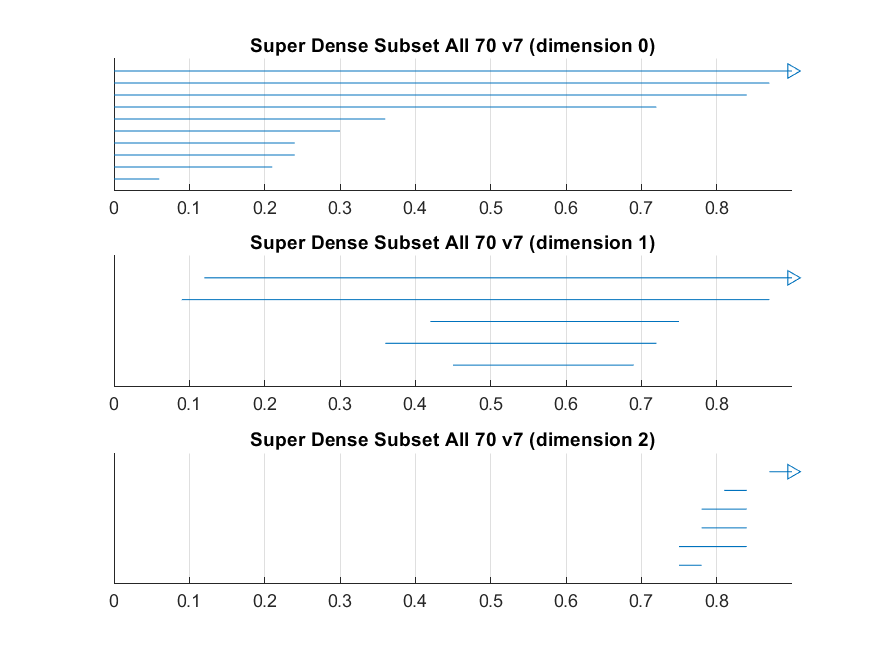 Super Dense Subset All 70 v7 (dimension 0)
0 0.1 0.2 0.3 0.4 0.5 0.6 0.7 0.8
Super Dense Subset All 70 v7 (dimension 1)
0 0.1 0.2 0.3 0.4 0.5 0.6 0.7 0.8
Super Dense Subset All 70 v7 (dimension 2)
0 0.1 0.2 0.3 0.4 0.5 0.6 0.7 0.8